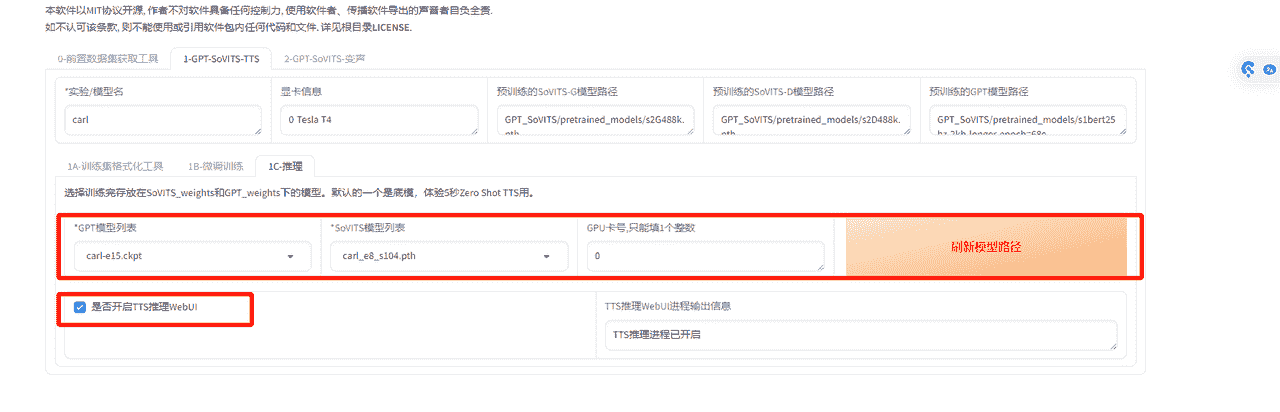 本软件以MIT协议开源, 作者不对软件具备任何控制力, 使用软件者、传播软件导出的声音者自负全责.
如不认可该条款, 则不能使用或引用软件包内任何代码和文件. 详见根目录LICENSE.
0-前置数据集获取工具
1-GPT-SoVITS-TTS
2-GPT-SoVITS-变声
*实验/模型名
显卡信息
预训练的SoVITS-G模型路径
预训练的SoVITS-D模型路径
预训练的GPT模型路径
carl
0 Tesla T4
GPT_SoVITS/pretrained_models/s2G488k.pth
GPT_SoVITS/pretrained_models/s2D488k.pth
GPT_SoVITS/pretrained_models/s1bert25hz-2kh-longer-epoch=68e
1A-训练集格式化工具
1B-微调训练
1C-推理
选择训练完存放在SoVITS_weights和GPT_weights下的模型。默认的一个是底模，体验5秒Zero Shot TTS用。
*GPT模型列表
*SoVITS模型列表
GPU卡号,只能填1个整数
刷新模型路径
carl-e15.ckpt
carl_e8_s104.pth
0
是否开启TTS推理WebUI
TTS推理WebUI进程输出信息
TTS推理进程已开启